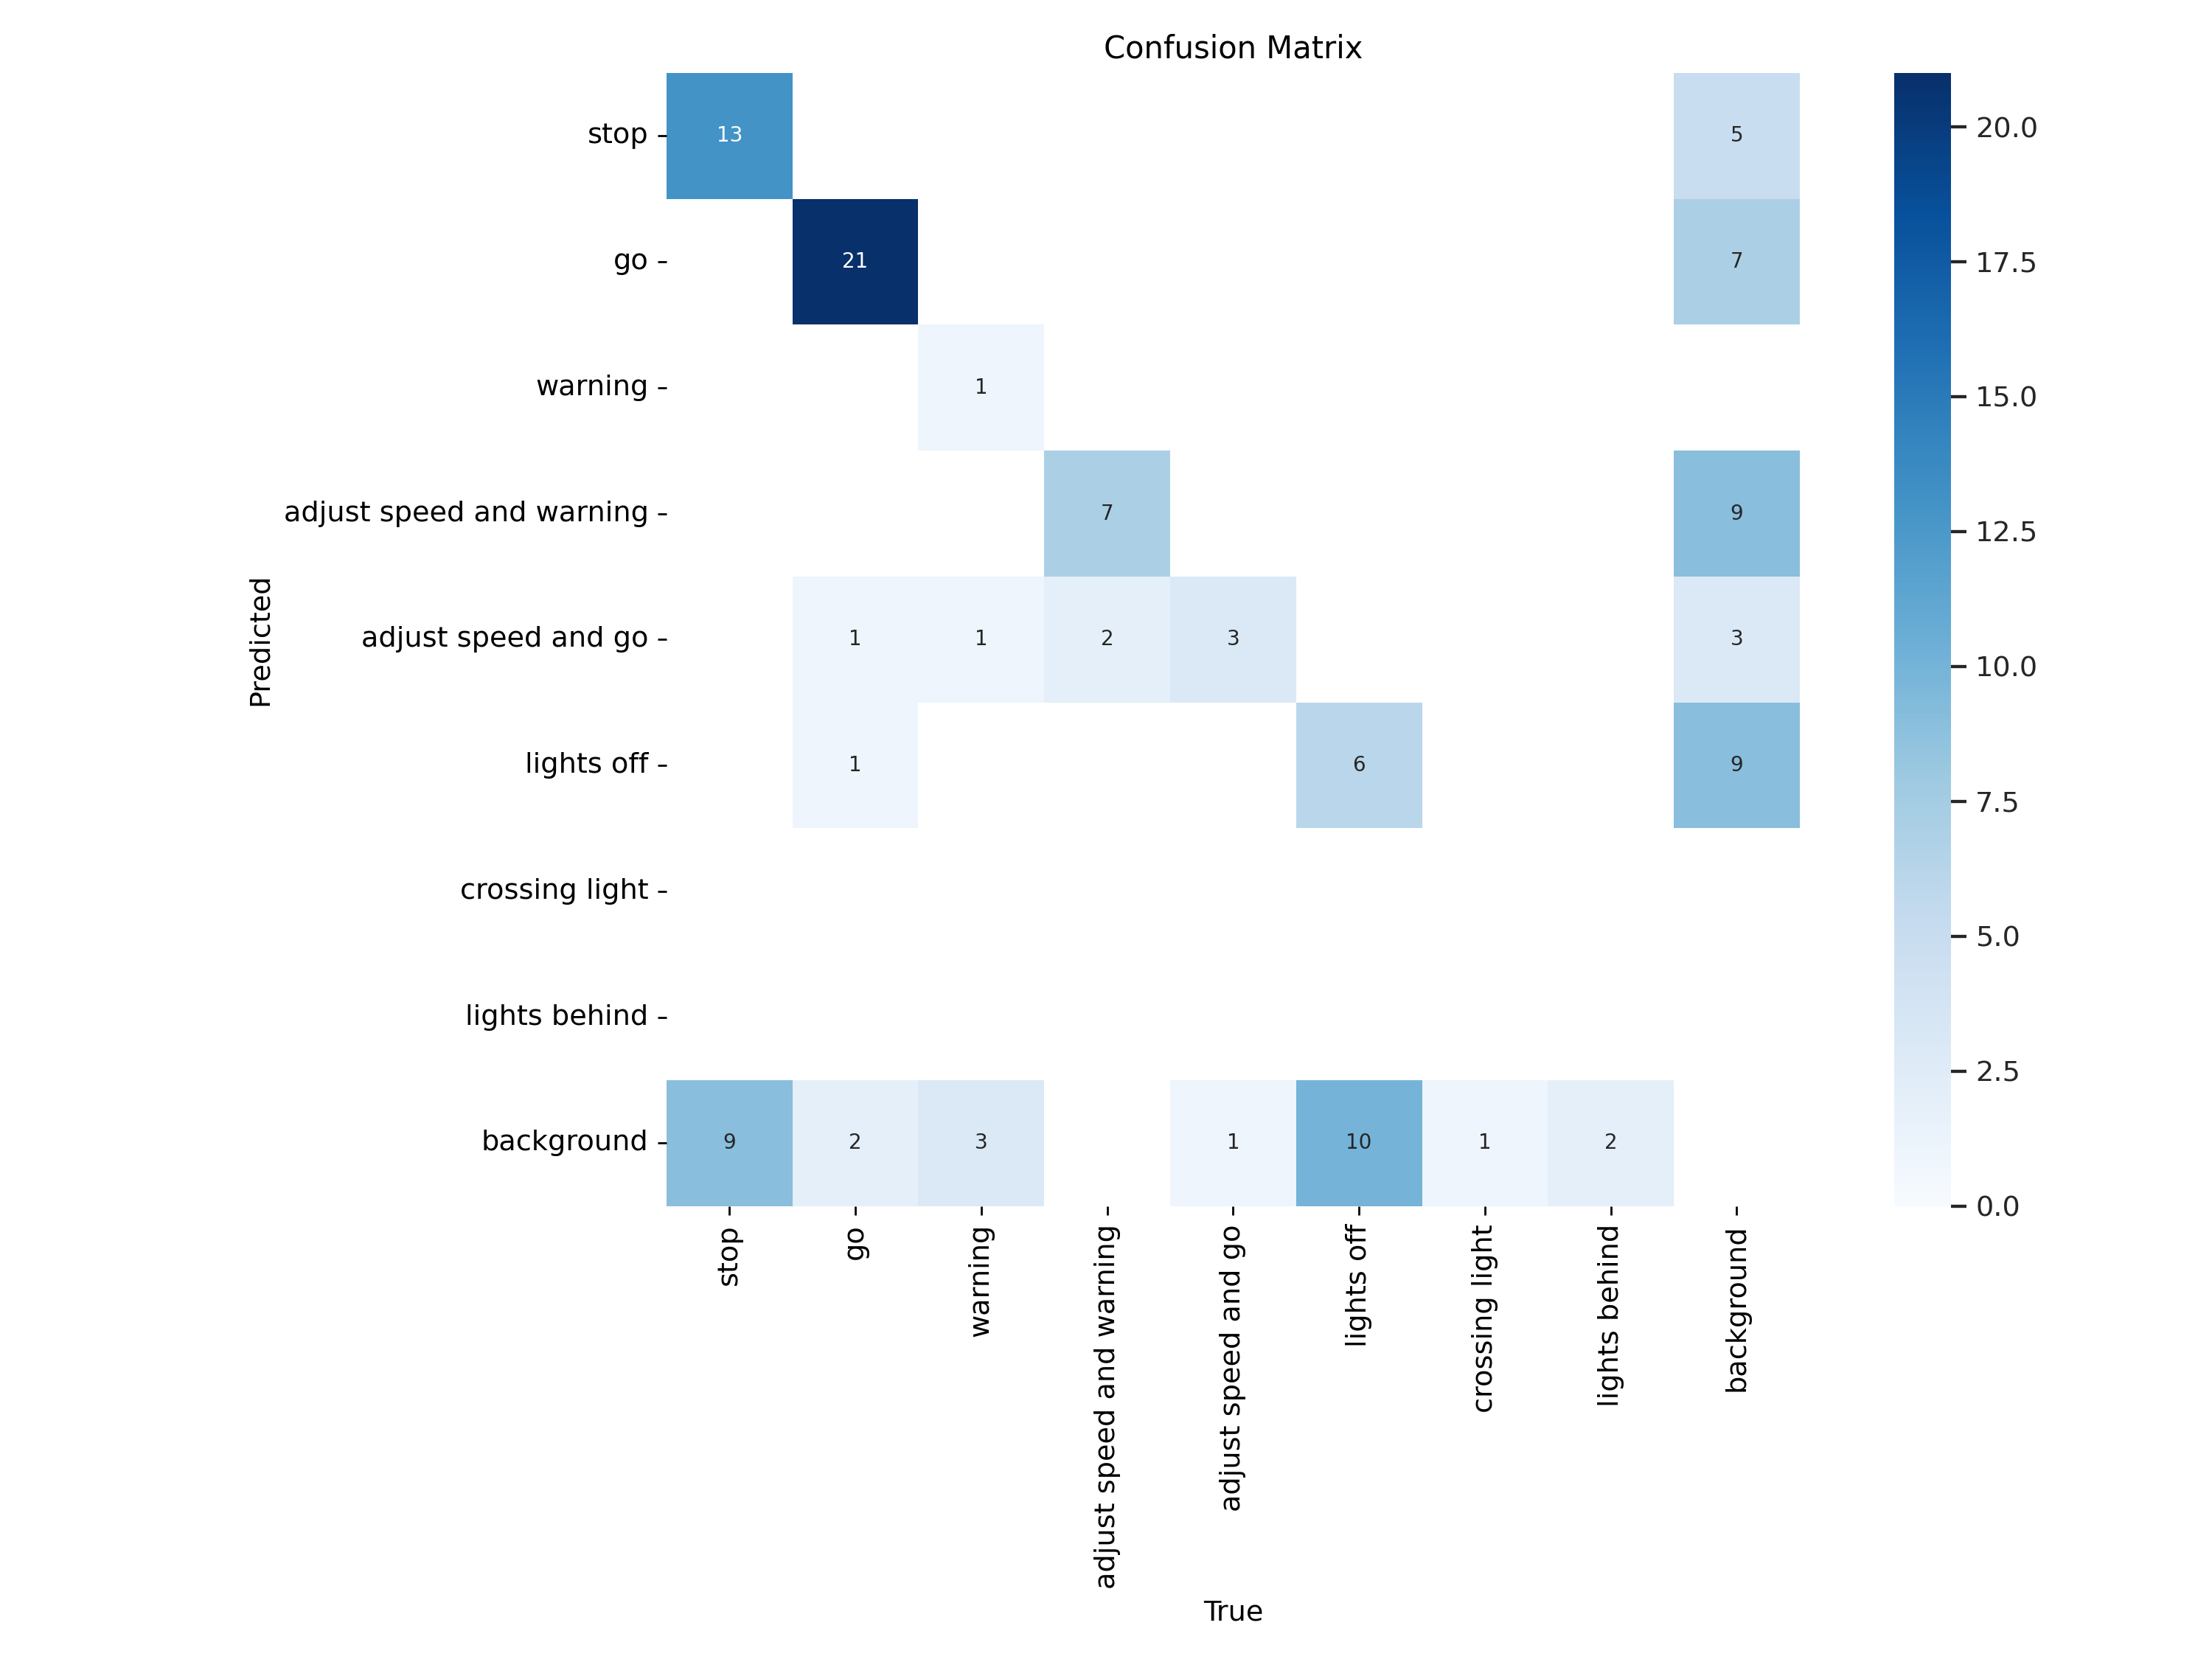 Confusion Matrix
stop
13
5
20.0
go
21
7
17.5
warning
1
15.0
adjust speed and warning
7
9
12.5
Predicted
adjust speed and go
1
1
2
3
3
10.0
lights off
1
6
9
7.5
crossing light
5.0
lights behind
2.5
background
9
2
3
1
10
1
2
0.0
stop
go
warning
adjust speed and warning
adjust speed and go
lights off
crossing light
lights behind
background
True